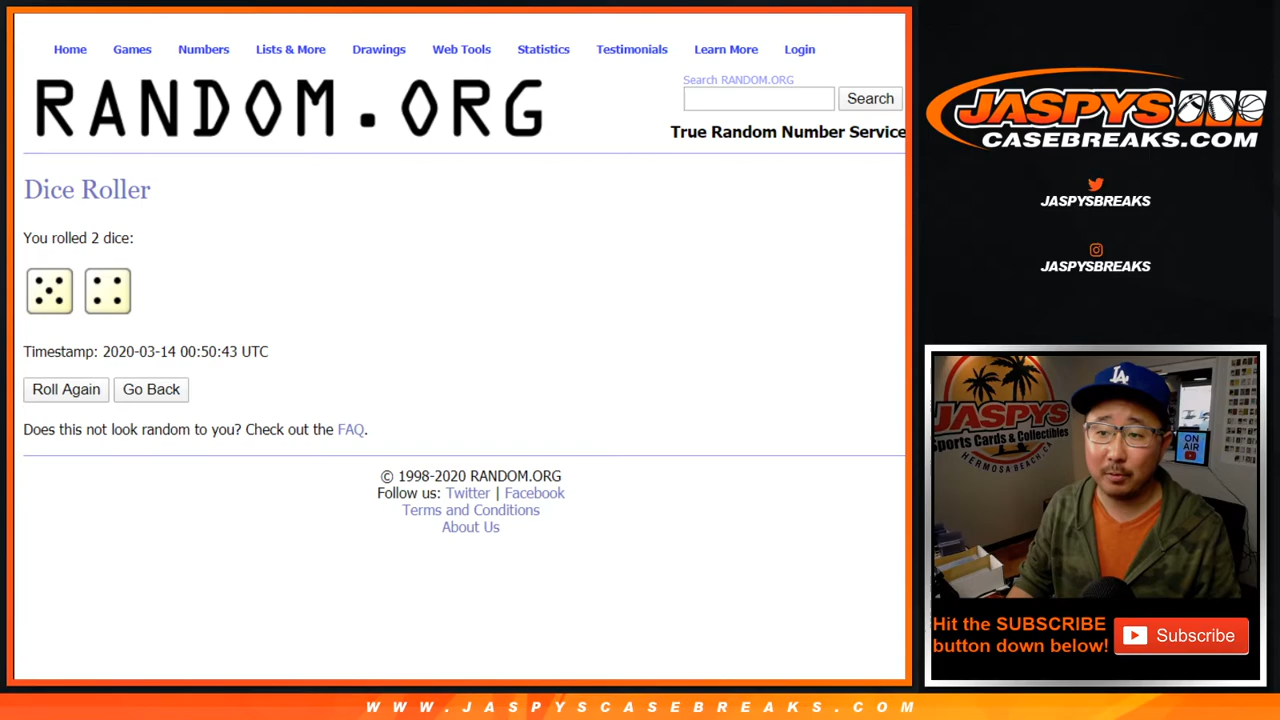 Home Games Numbers Lists & More Drawings Web Tools Statistics Testimonials Learn More Login
RANDOM.ORG
Search RANDOM.ORG
Search
True Random Number Service
Dice Roller
You rolled 2 dice:
Timestamp: 2020-03-14 00:50:43 UTC
Roll Again Go Back
Does this not look random to you? Check out the FAQ.
© 1998-2020 RANDOM.ORG
Follow us: Twitter | Facebook
Terms and Conditions
About Us
JASPYS
CASEBREAKS.COM
JASPYSBREAKS
JASPYSBREAKS
LA
JASPYS
Sports Cards & Collectibles
HERMOSA BEACH, CA
ON
AIR
Hit the SUBSCRIBE
button down below!
Subscribe
WWW.JASPYSCASEBREAKS.COM